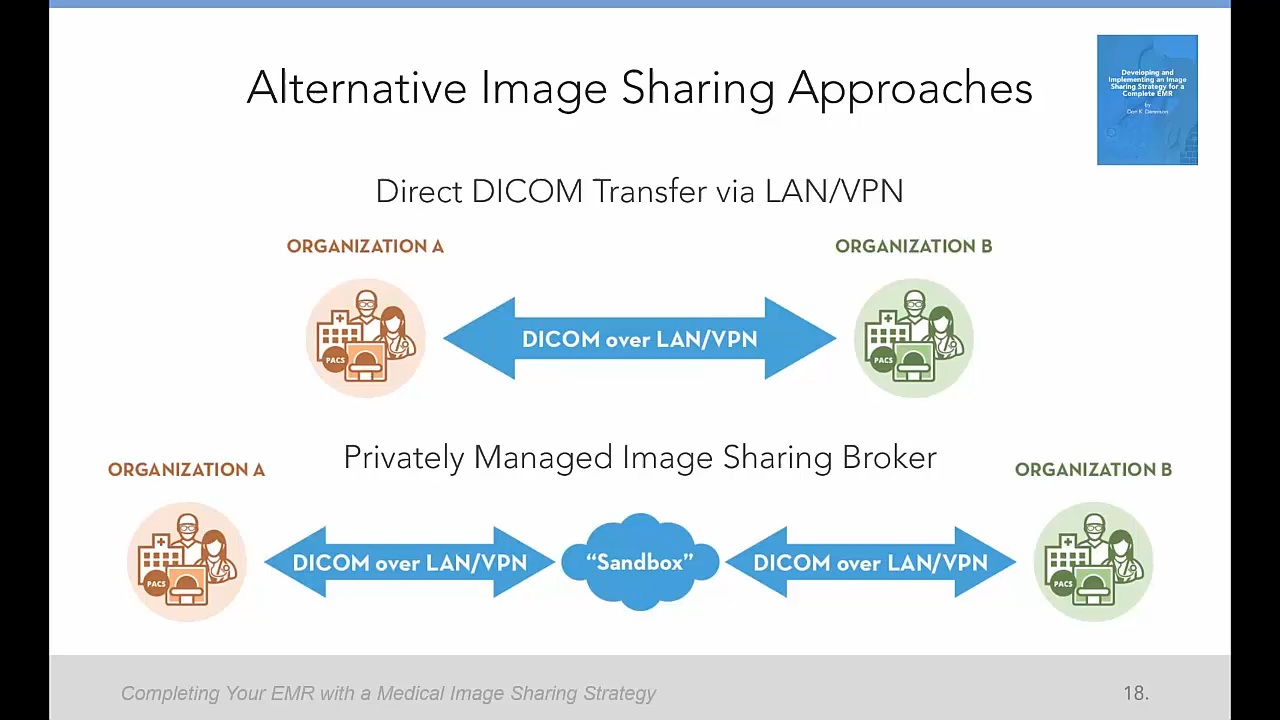 Alternative Image Sharing Approaches
Developing and
Implementing an Image
Sharing Strategy for a
Complete EMR
by
Direct DICOM Transfer via LAN/VPN
ORGANIZATION A
ORGANIZATION B
PACS
DICOM over LAN/VPN
PACS
Privately Managed Image Sharing Broker
ORGANIZATION A
ORGANIZATION B
PACS
DICOM over LAN/VPN
“Sandbox”
DICOM over LAN/VPN
PACS
Completing Your EMR with a Medical Image Sharing Strategy
18.